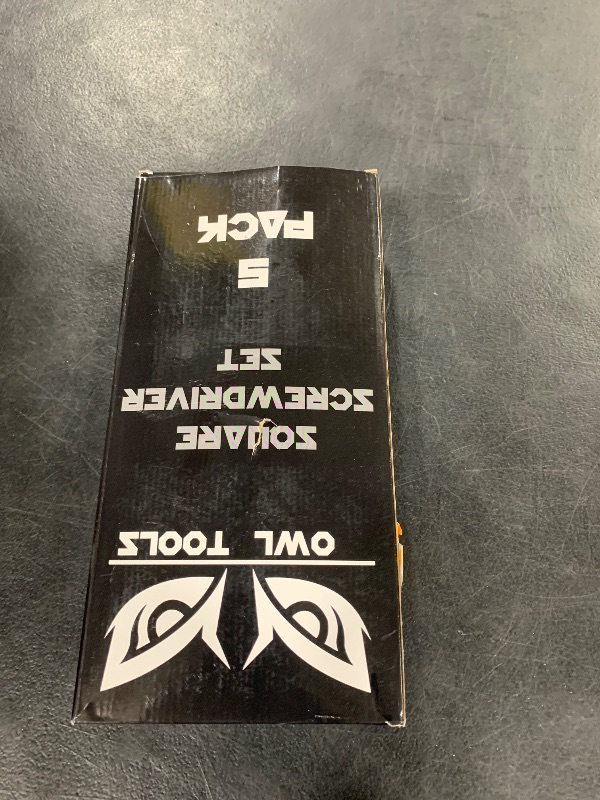 OWL TOOLS
SQUARE
SCREWDRIVER
SET
5
PACK